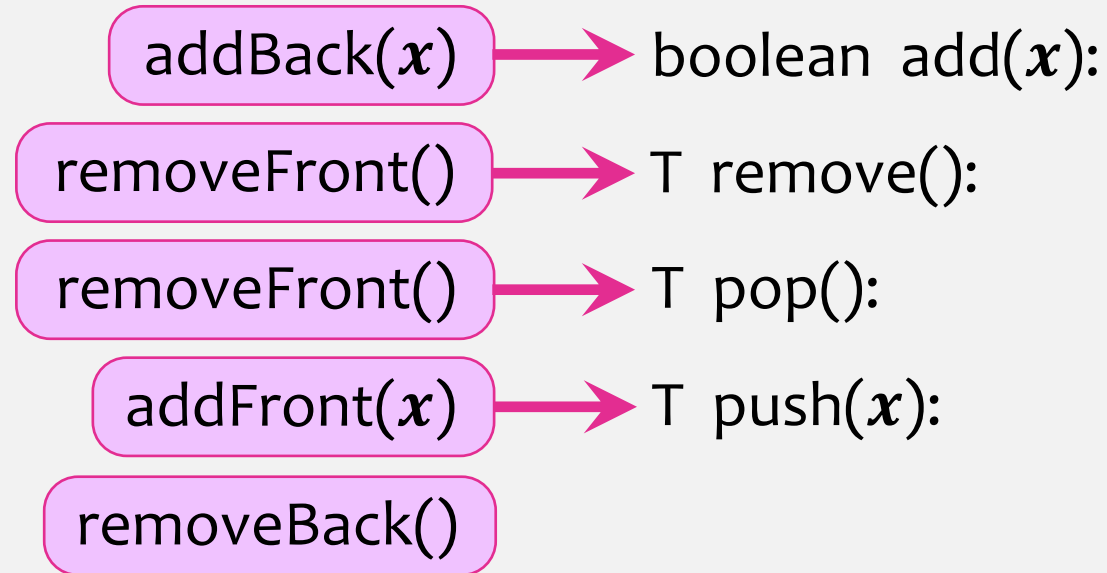 addBack(x) boolean add(x):
removeFront() T remove():
removeFront() T pop():
addFront(x) T push(x):
removeBack()